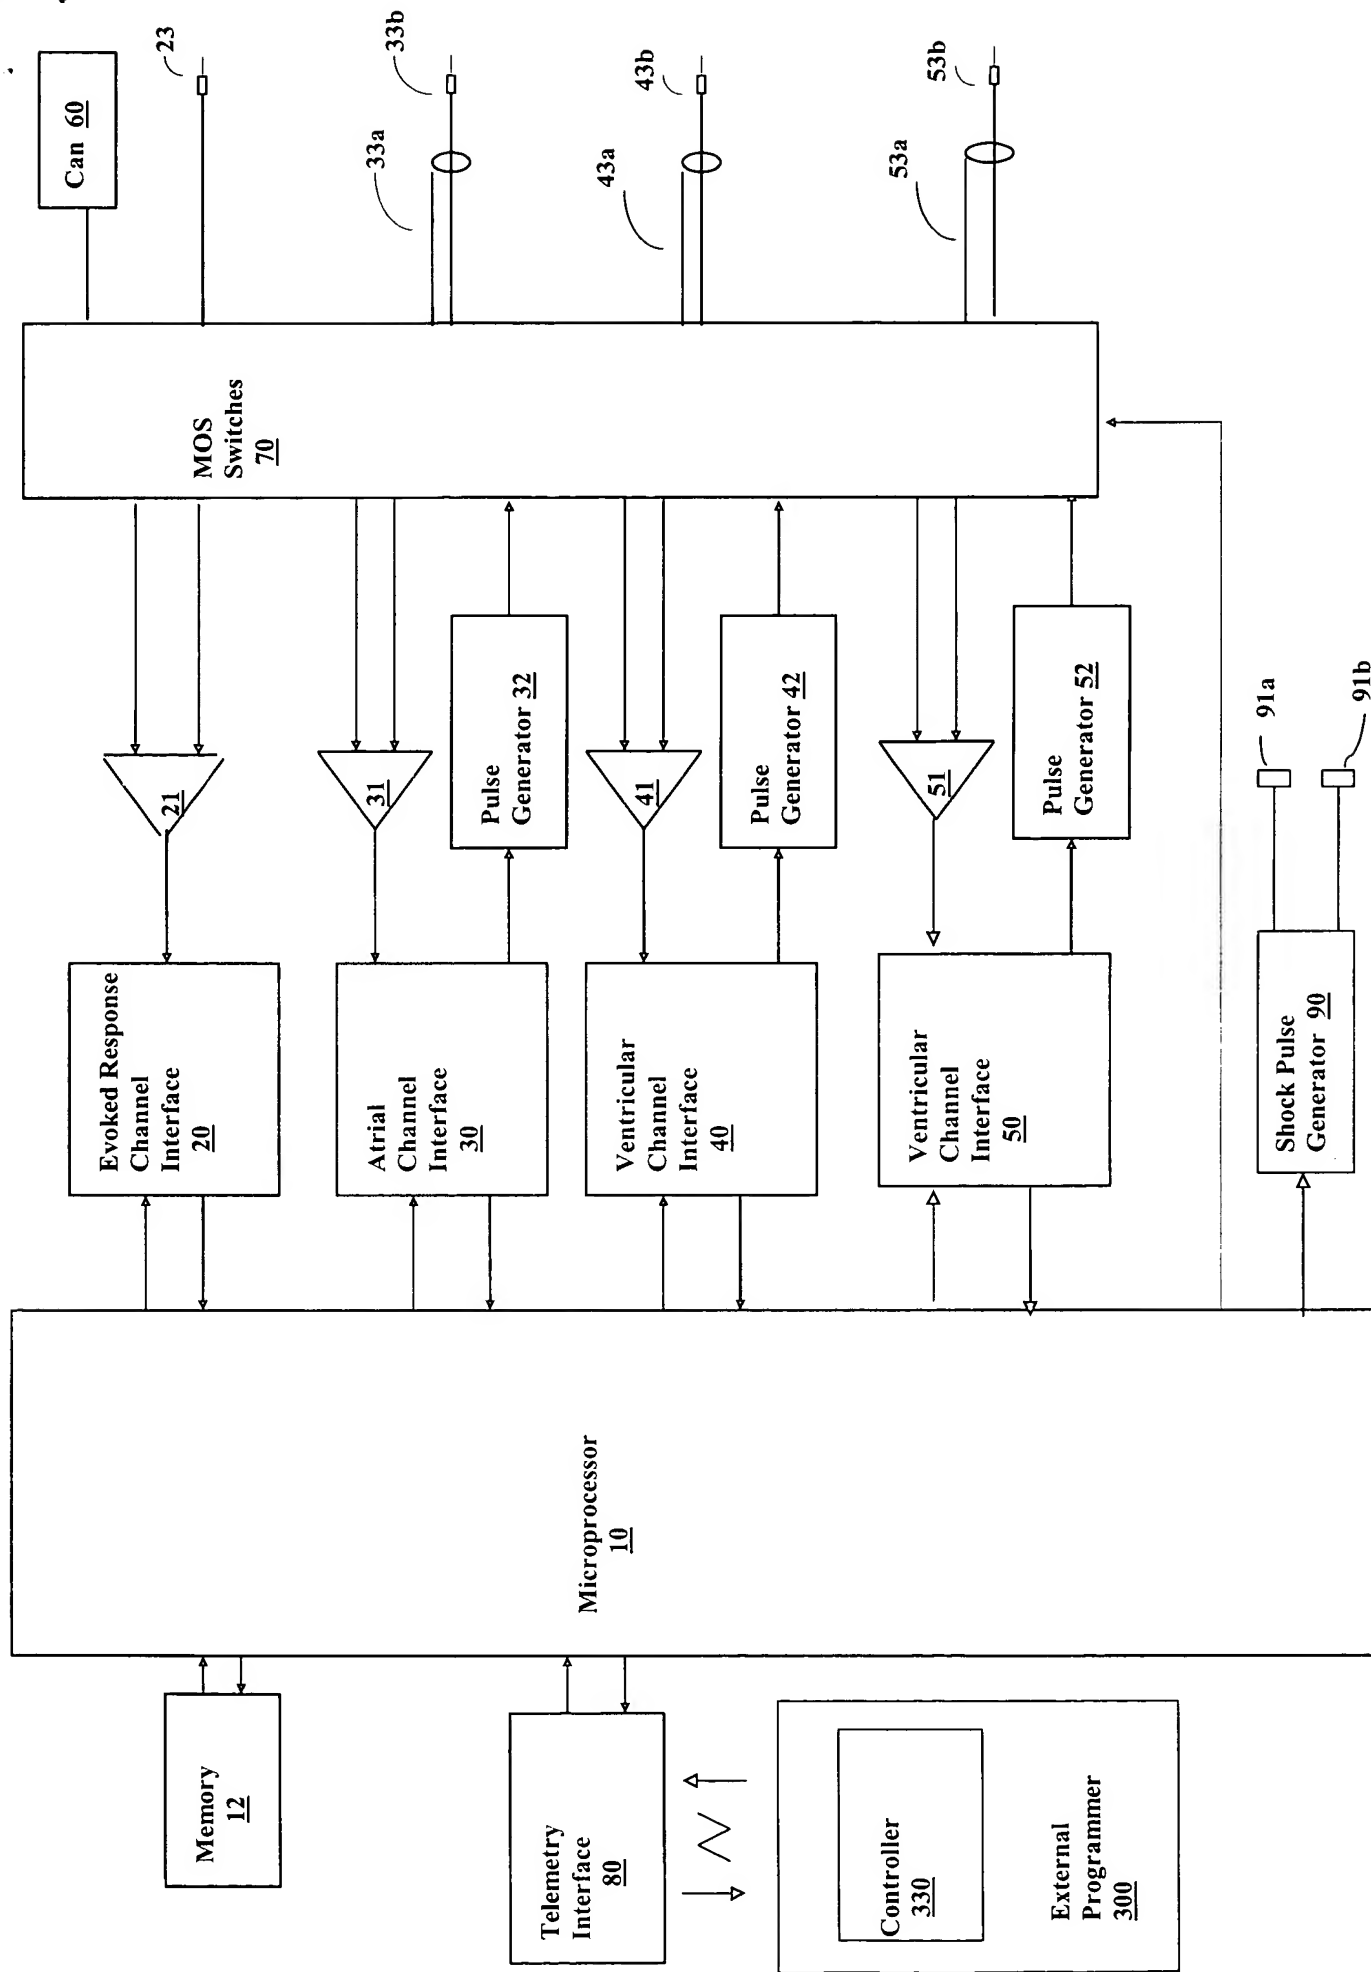 Can 60
23
33a
33b
43a
43b
53a
53b
MOS
Switches
70
21
31
Pulse
Generator 32
41
Pulse
Generator 42
51
Pulse
Generator 52
91a
91b
Evoked Response
Channel
Interface
20
Atrial
Channel
Interface
30
Ventricular
Channel
Interface
40
Ventricular
Channel
Interface
50
Shock Pulse
Generator 90
Microprocessor
10
Memory
12
Telemetry
Interface
80
Controller
330
External
Programmer
300